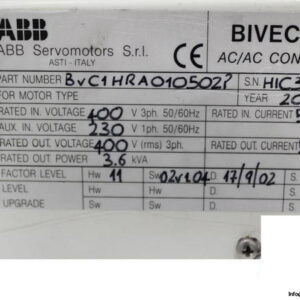 ABB BIVEC
ABB Servomotors S.r.l. AC/AC CON
ASTI - ITALY CE
PART NUMBER BVC1HRA010502P S.N. H1C3
FOR MOTOR TYPE YEAR 20
RATED IN. VOLTAGE 400 V 3ph. 50/60Hz RATED IN. CURRENT
AUX. IN VOLTAGE 230 V 1ph. 50/60Hz
RATED OUT. VOLTAGE 400 V (rms) 3ph. RATED OUT. CURRENT
RATED OUT POWER 3.6 kVA
FACTOR LEVEL Hw 11 Sw 02v1.04 D. 17/9/02
LEVEL Hw Sw D.
UPGRADE Sw D.